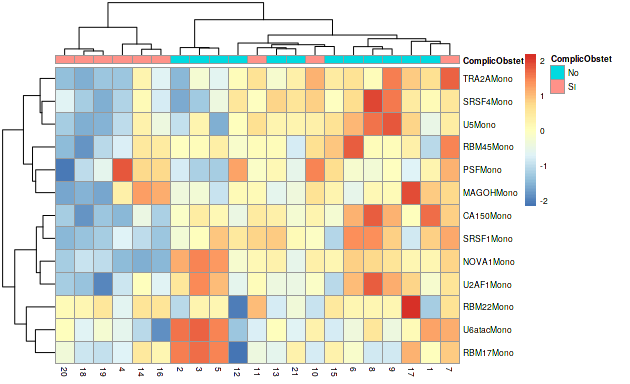 ComplicObstet
ComplicObstet
No
SI
2
1
0
-1
-2
TRA2AMono
SRSF4Mono
U5Mono
RBM45Mono
PSFMono
MAGOHMono
CA150Mono
SRSF1Mono
NOVA1Mono
U2AF1Mono
RBM22Mono
U6atacMono
RBM17Mono
20 18 19 4 14 16 2 3 5 12 11 13 21 10 15 6 8 9 17 1 7